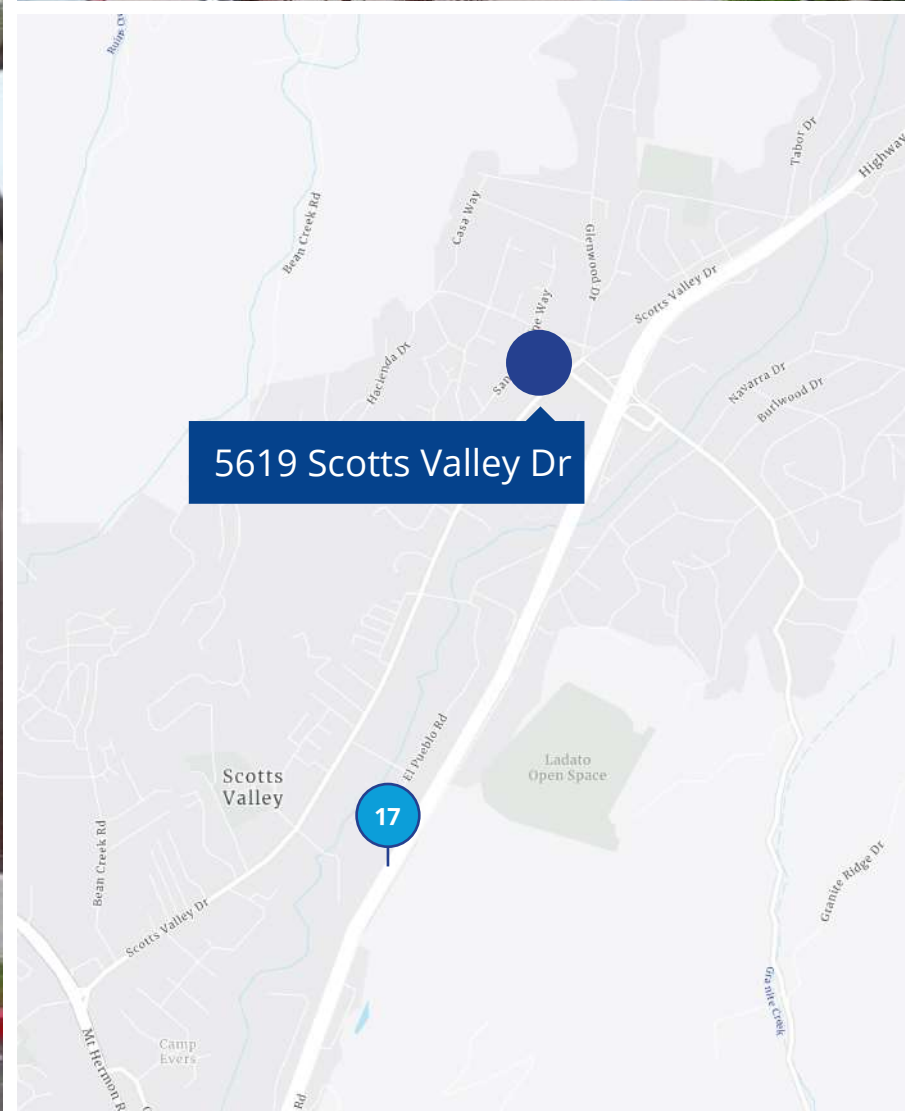 Bean Creek Rd
Casa Way
Glenwood Dr
Tabor Dr
Highway
Scotts Valley Dr
Hacienda Dr
Navarra Dr
Burlwood Dr
5619 Scotts Valley Dr
El Pueblo Rd
Ladato
Open Space
Scotts
Valley
17
Bean Creek Rd
Scotts Valley Dr
Granite Ridge Dr
Granite Creek
Camp
Evers
Mt Hermon R
Rd